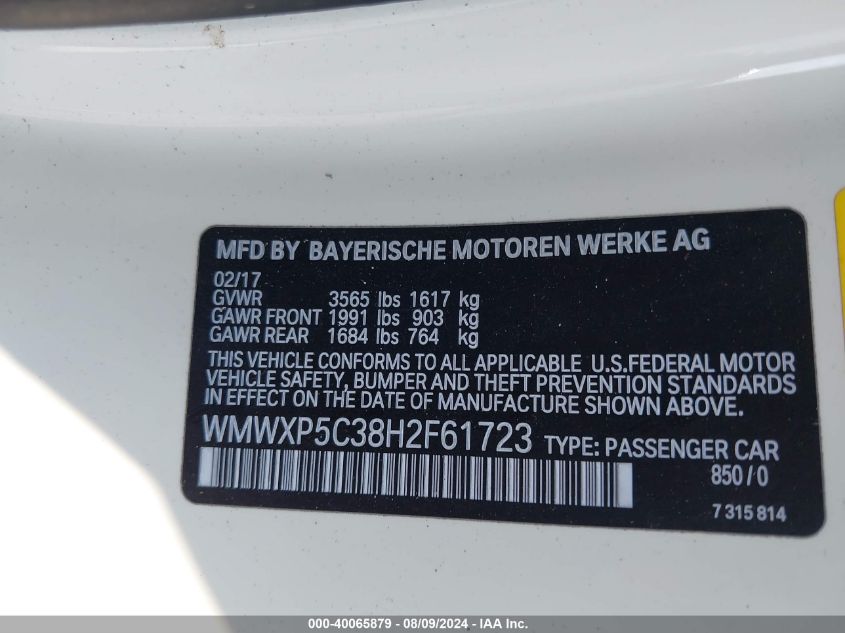 MFD BY BAYERISCHE MOTOREN WERKE AG
02/17
GVWR 3565 lbs 1617 kg
GAWR FRONT 1991 lbs 903 kg
GAWR REAR 1684 lbs 764 kg
THIS VEHICLE CONFORMS TO ALL APPLICABLE U.S.FEDERAL MOTOR
VEHICLE SAFETY, BUMPER AND THEFT PREVENTION STANDARDS
IN EFFECT ON THE DATE OF MANUFACTURE SHOWN ABOVE.
WMWXP5C38H2F61723 TYPE: PASSENGER CAR
850/0
7 315 814
000-40065879 - 08/09/2024 - IAA Inc.